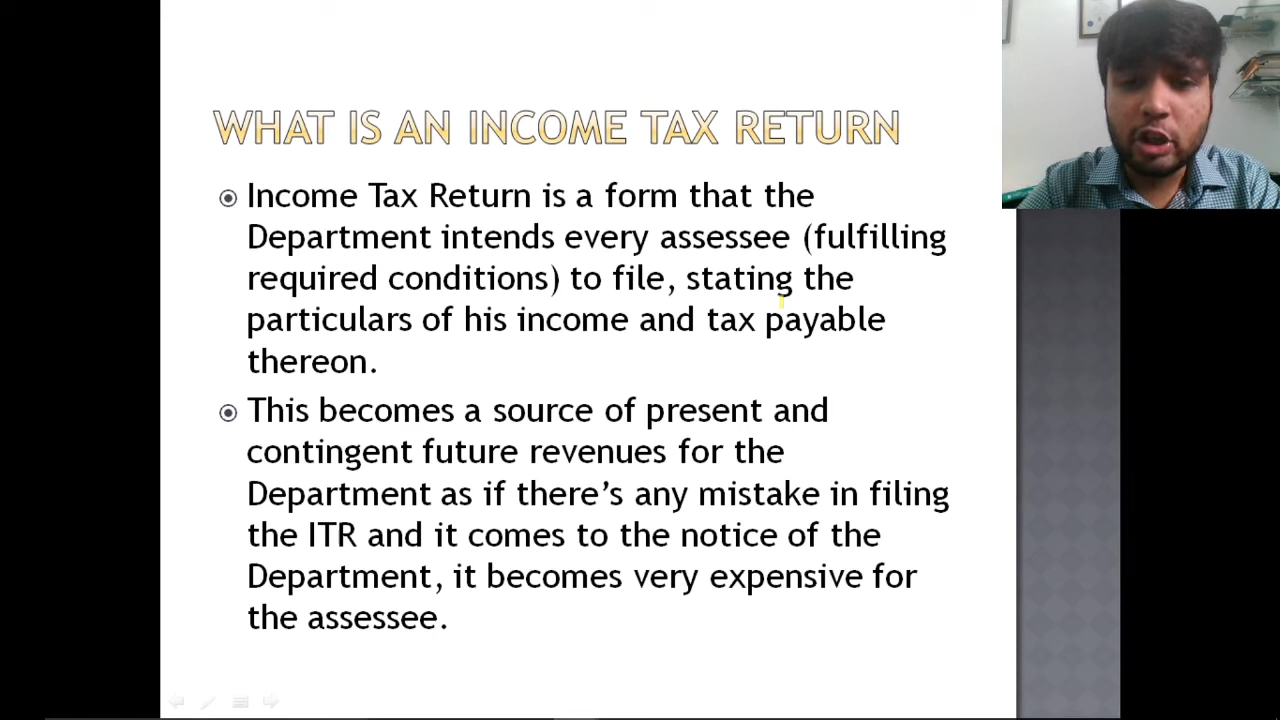 WHAT IS AN INCOME TAX RETURN
Income Tax Return is a form that the
Department intends every assessee (fulfilling
required conditions) to file, stating the
particulars of his income and tax payable
thereon.
This becomes a source of present and
contingent future revenues for the
Department as if there’s any mistake in filing
the ITR and it comes to the notice of the
Department, it becomes very expensive for
the assessee.